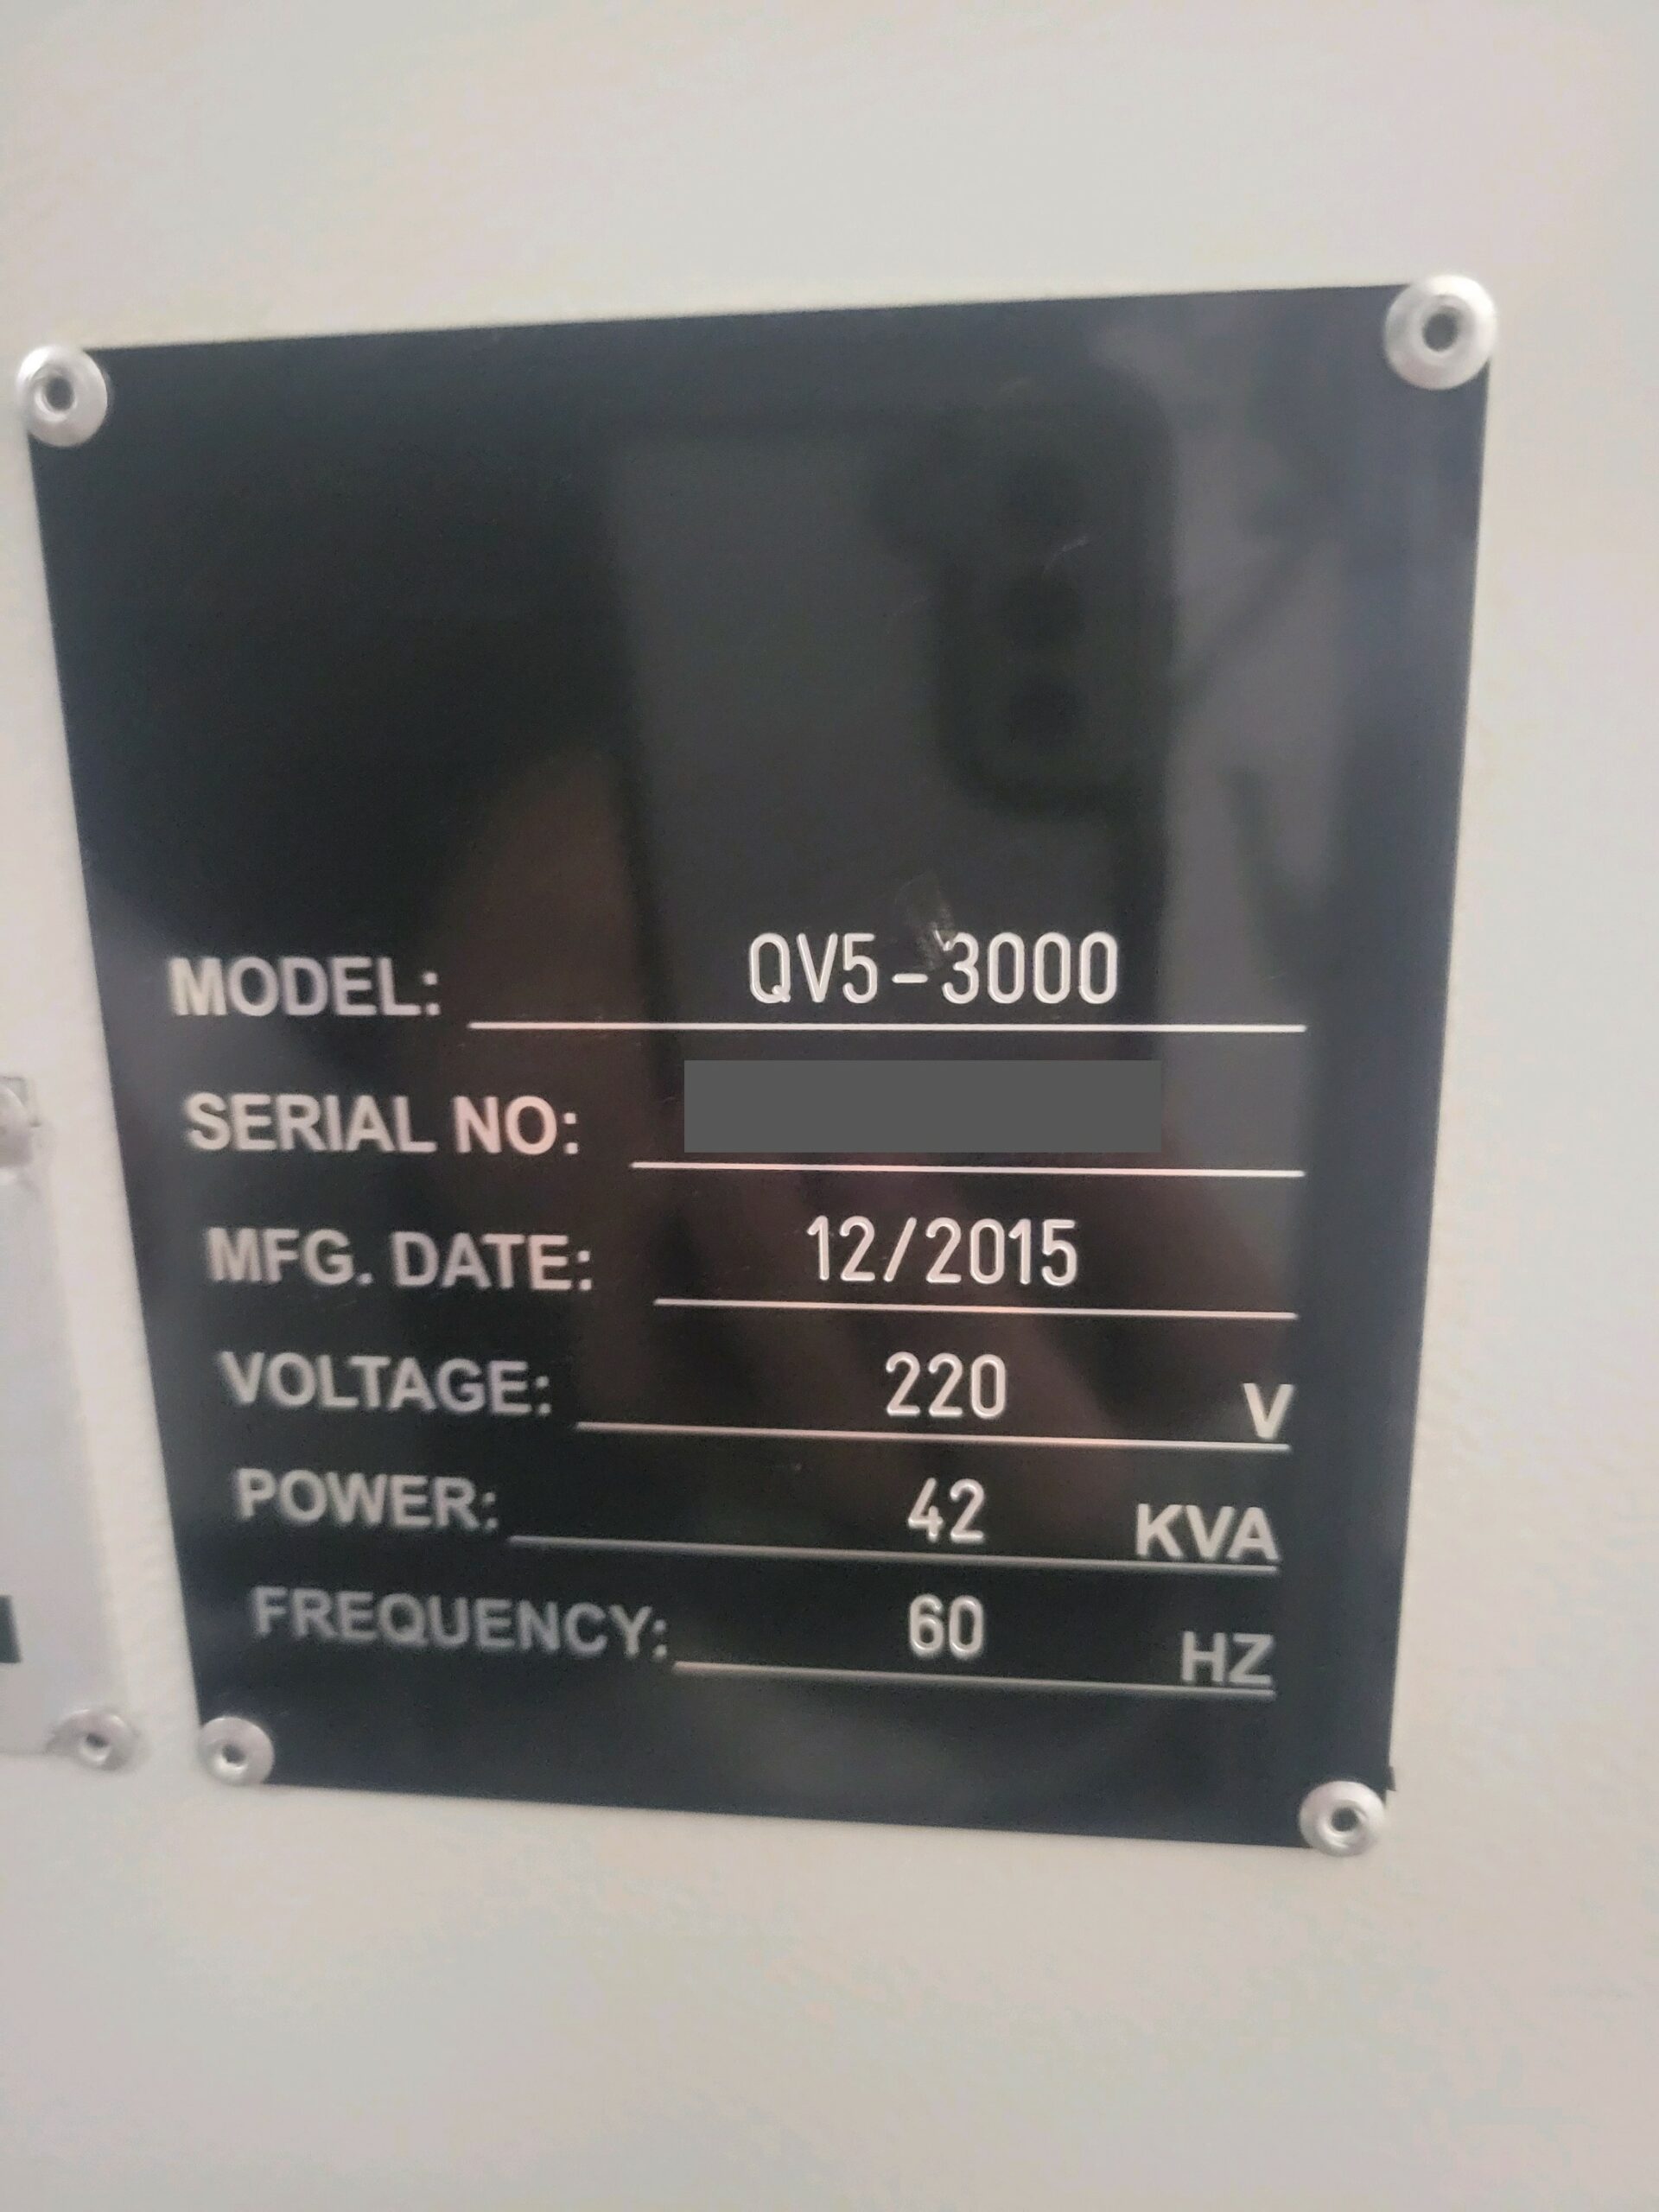 MODEL: QV5-3000
SERIAL NO:
MFG. DATE: 12/2015
VOLTAGE: 220 V
POWER: 42 KVA
FREQUENCY: 60 HZ